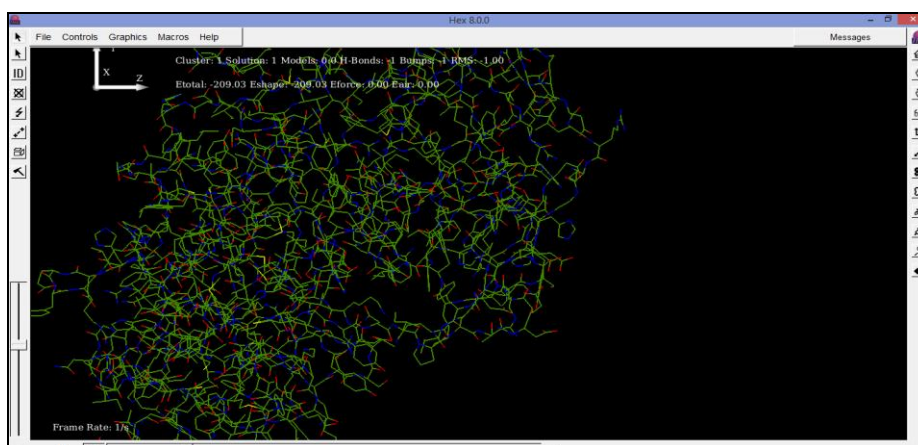 Hex 8.0.0
File Controls Graphics Macros Help Messages
Cluster: 1 Solution: 1 Models: 0:0 H-Bonds: -1 Bumps: -1 RMS: -1.00
X Z
Etotal: -209.03 Eshape: -209.03 Eforce: 0.00 Eair: 0.00
ID
Frame Rate: 1/s